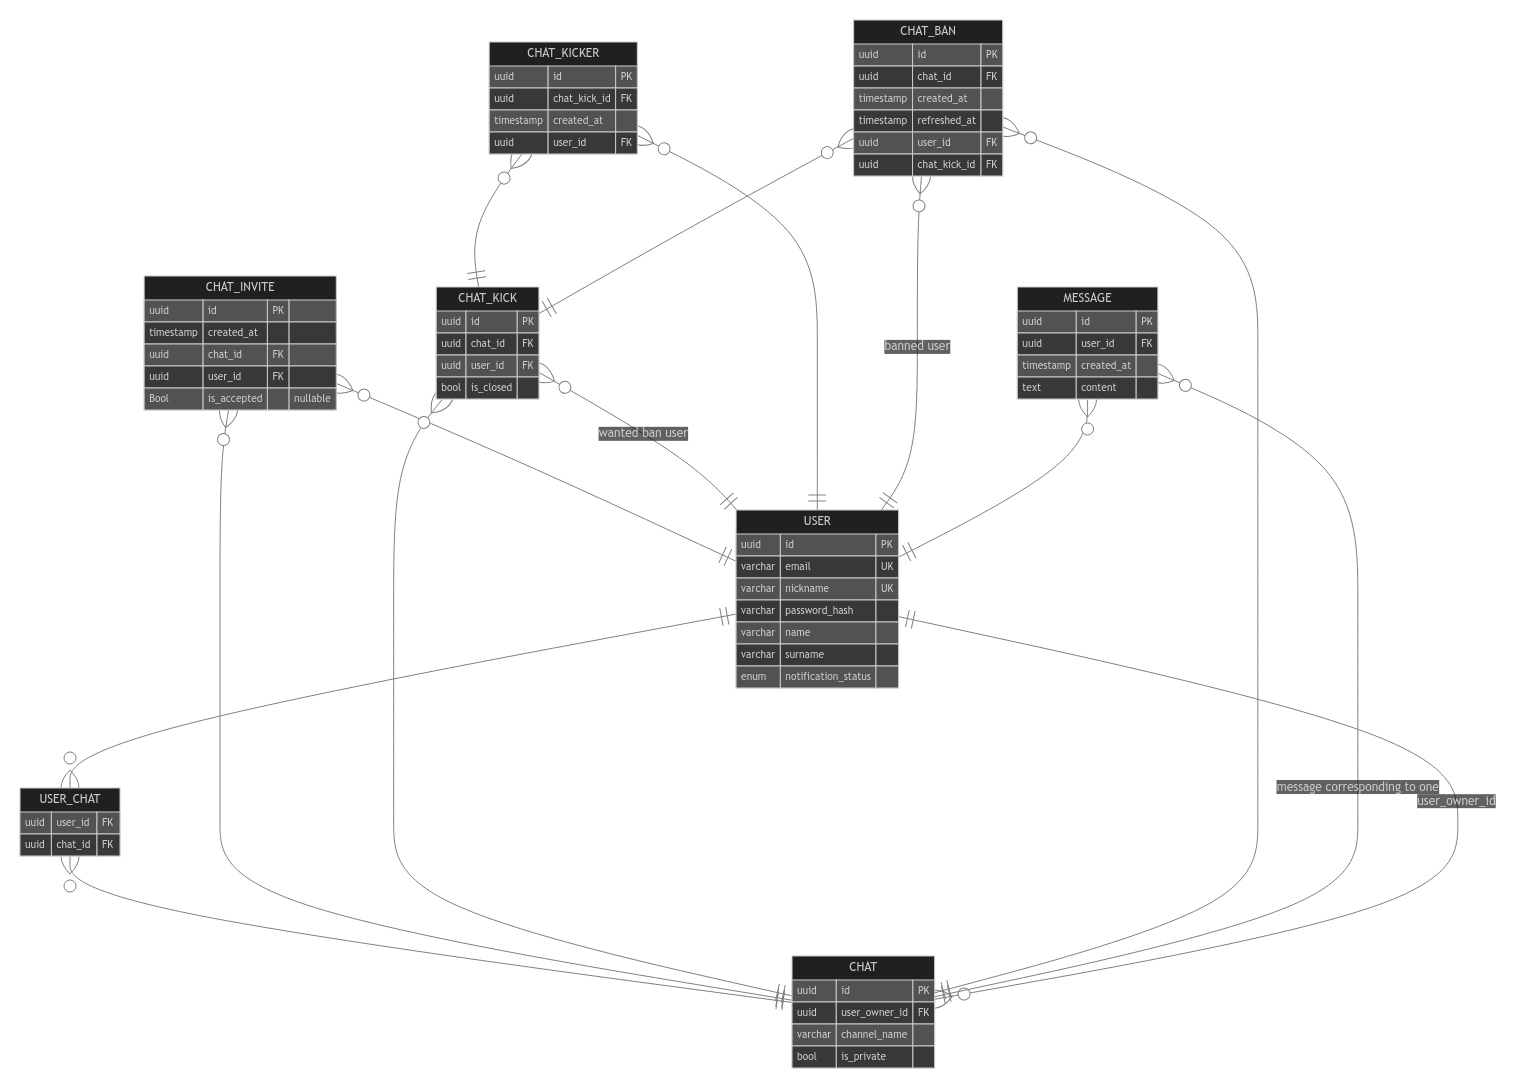 CHAT_BAN
uuid id PK
uuid chat_id FK
timestamp created_at
timestamp refreshed_at
uuid user_id FK
uuid chat_kick_id FK
CHAT_KICKER
uuid id PK
uuid chat_kick_id FK
timestamp created_at
uuid user_id FK
CHAT_INVITE
uuid id PK
timestamp created_at
uuid chat_id FK
uuid user_id FK
Bool is_accepted nullable
CHAT_KICK
uuid id PK
uuid chat_id FK
uuid user_id FK
bool is_closed
MESSAGE
uuid id PK
uuid user_id FK
timestamp created_at
text content
banned user
wanted ban user
USER
uuid id PK
varchar email UK
varchar nickname UK
varchar password_hash
varchar name
varchar surname
enum notification_status
message corresponding to one
user_owner_id
USER_CHAT
uuid user_id FK
uuid chat_id FK
CHAT
uuid id PK
uuid user_owner_id FK
varchar channel_name
bool is_private